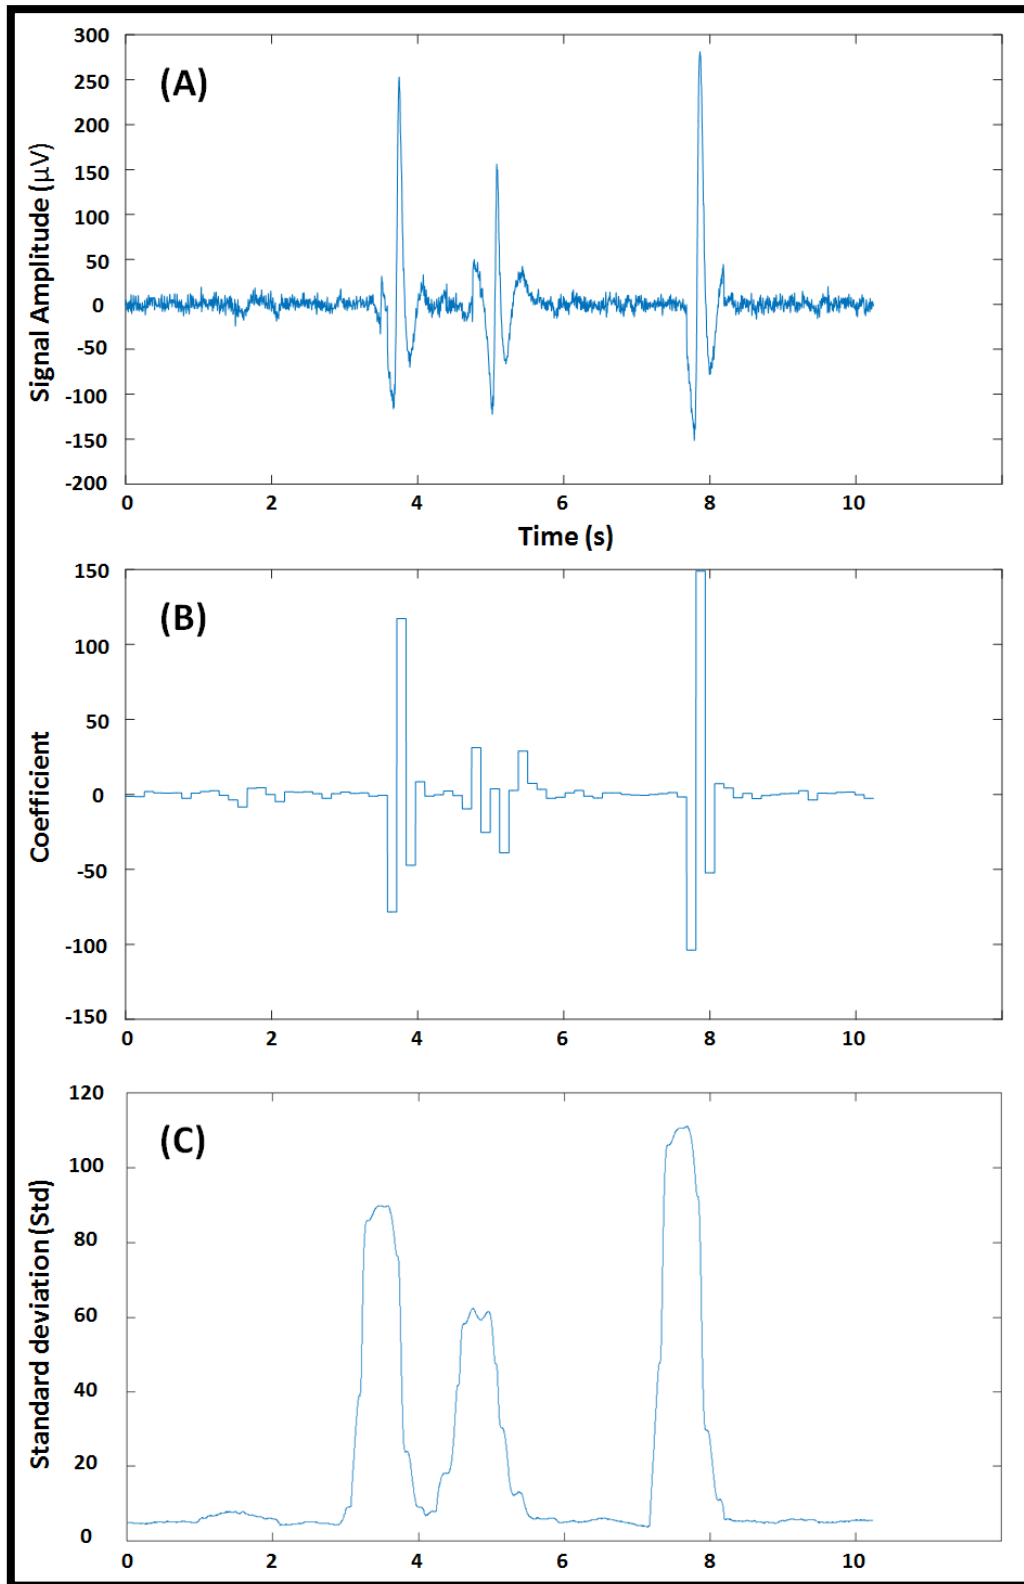 (A)
Signal Amplitude (μV)
300
250
200
150
100
50
0
-50
-100
-150
-200
0 2 4 6 8 10
Time (s)
(B)
Coefficient
150
100
50
0
-50
-100
-150
0 2 4 6 8 10
(C)
Standard deviation (Std)
120
100
80
60
40
20
0
0 2 4 6 8 10